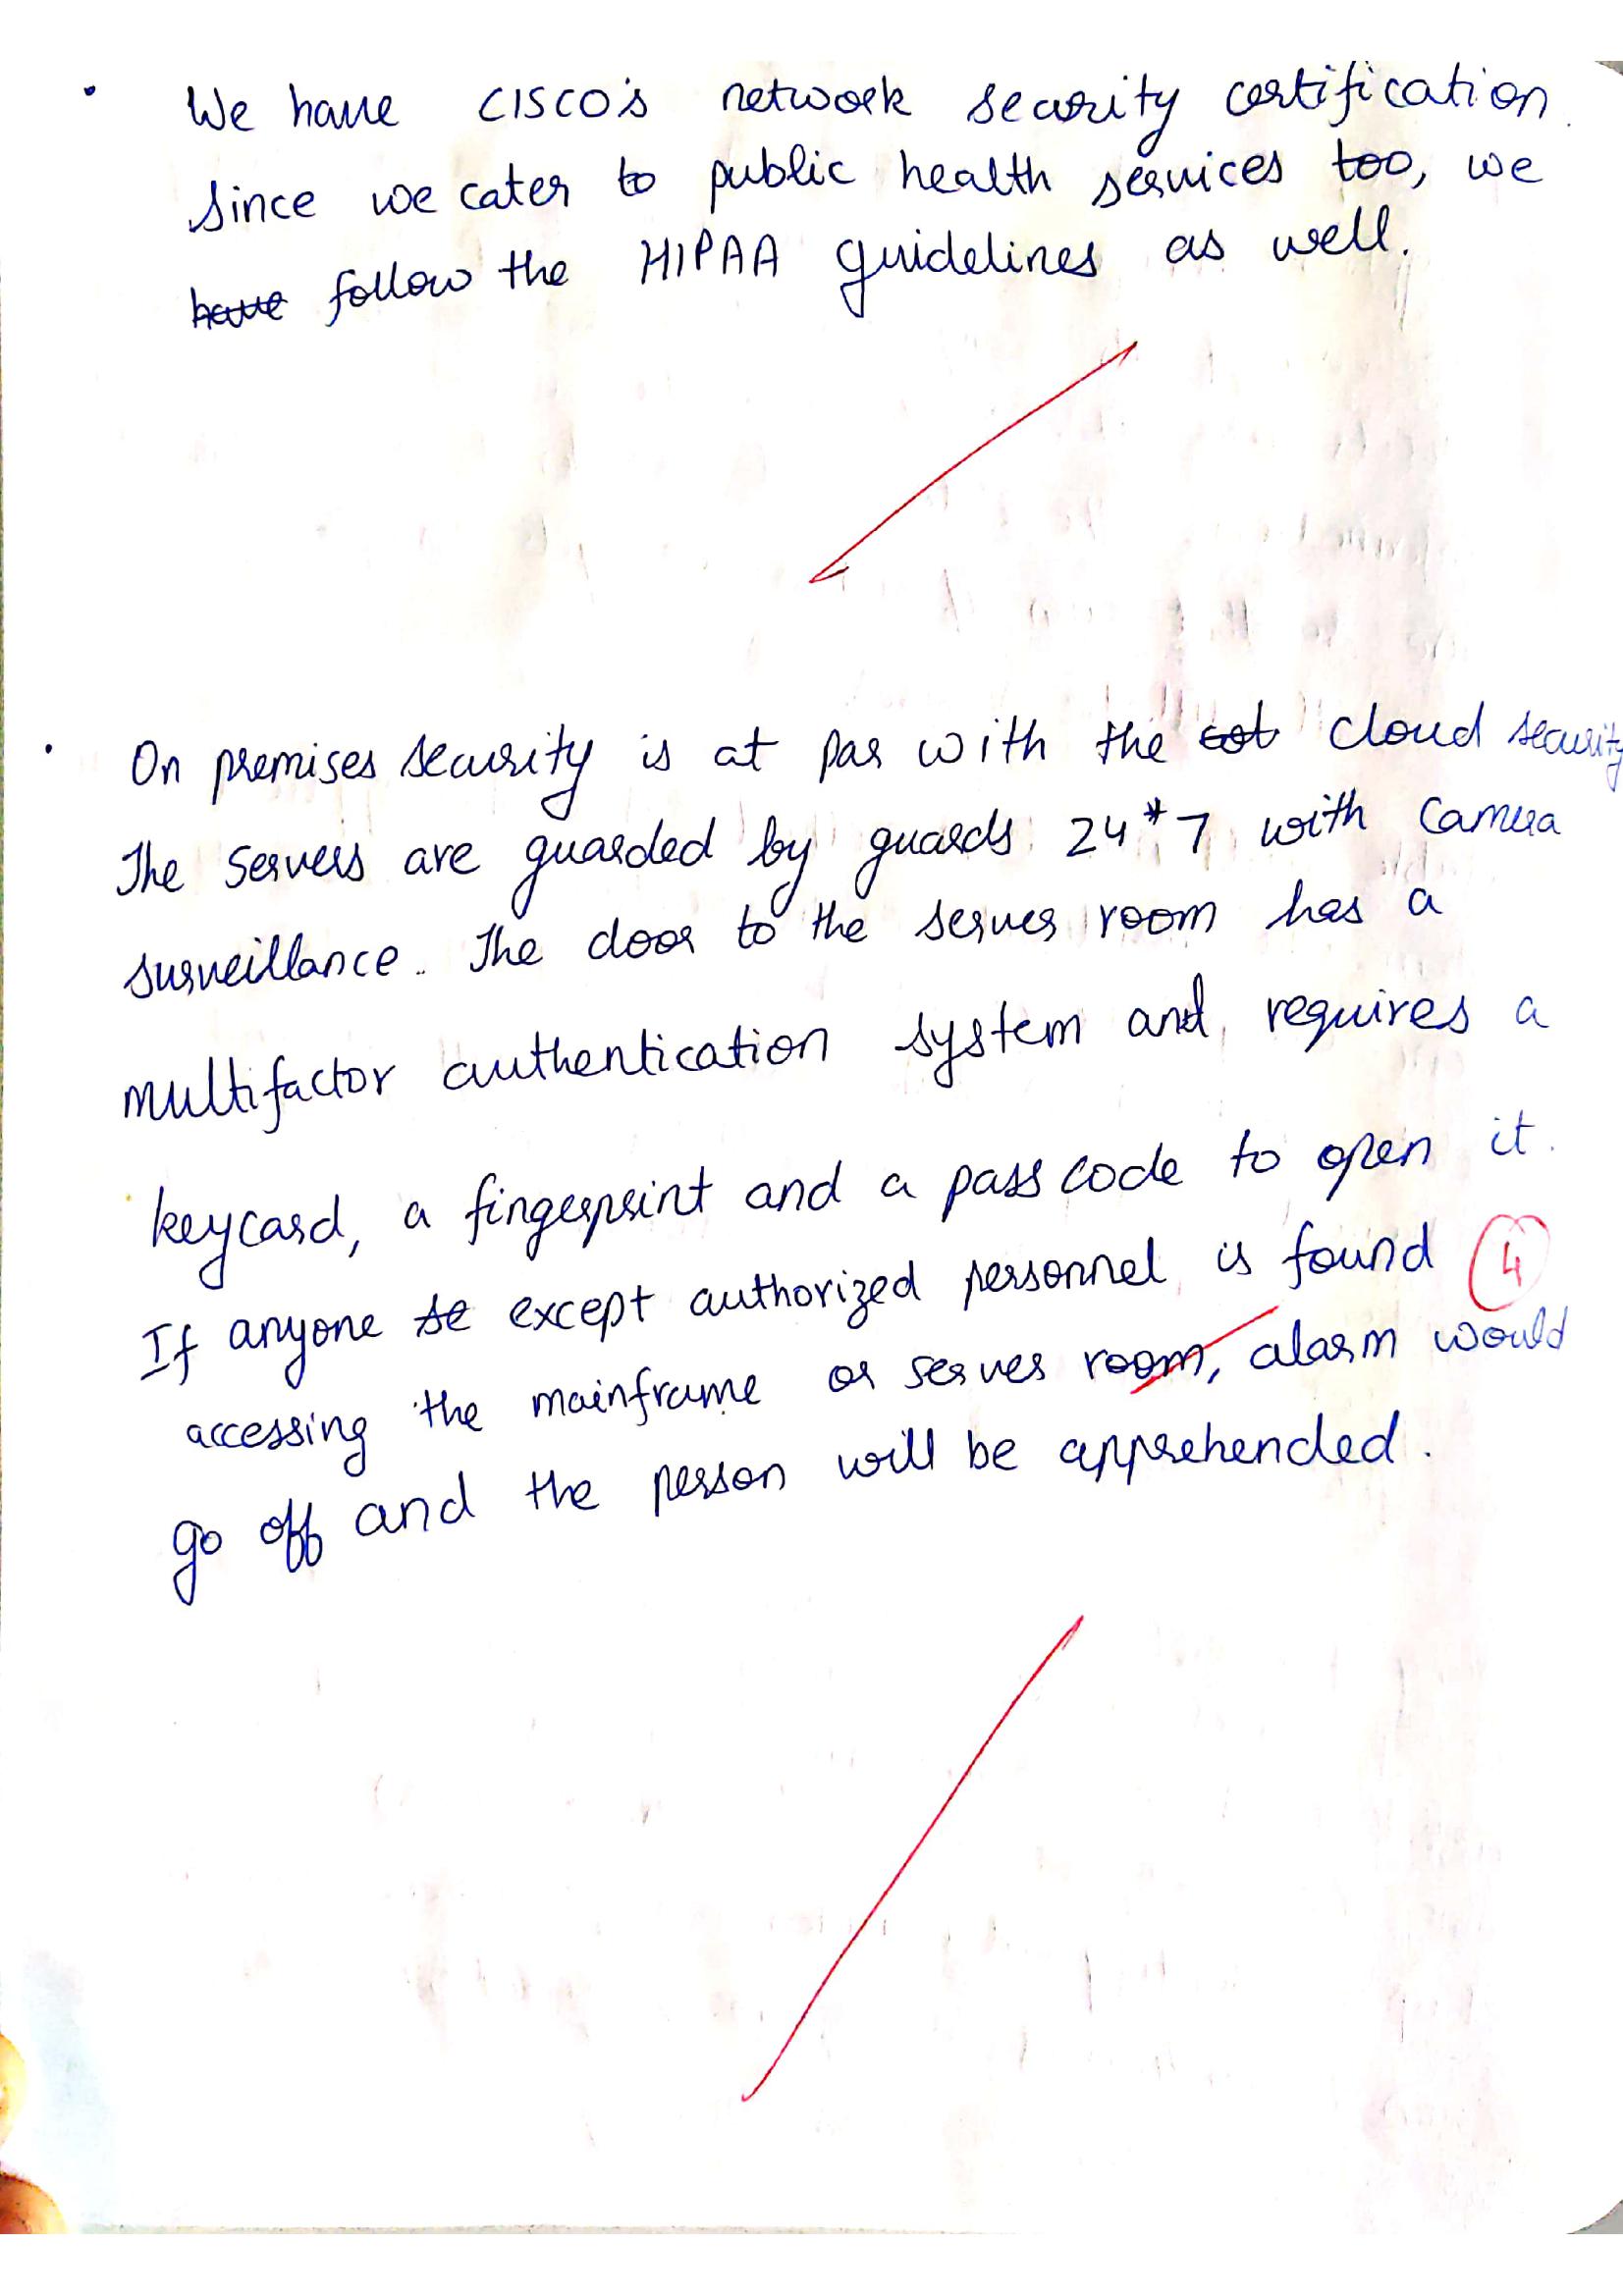 • We have CISCO's network security certification.
Since we cater to public health services too, we
have follow the HIPAA guidelines as well.
• On premises security is at par with the cot cloud security
The servers are guarded by guards 24*7 with camera
surveillance. The door to the server room has a
multifactor authentication system and requires a
keycard, a fingerprint and a pass code to open it.
If anyone se except authorized personnel is found 4
accessing the mainframe or server room, alarm would
go off and the person will be apprehended.